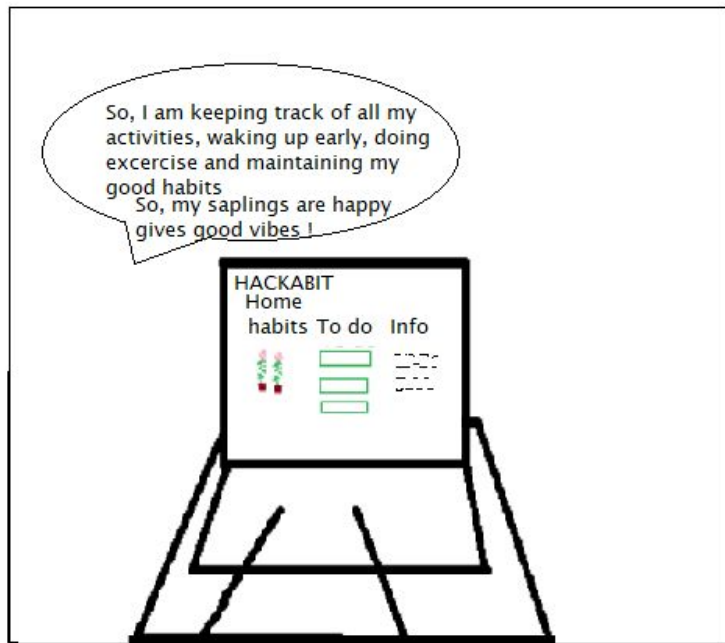 So, I am keeping track of all my
activities, waking up early, doing
excercise and maintaining my
good habits
So, my saplings are happy
gives good vibes !
HACKABIT
Home
habits To do Info